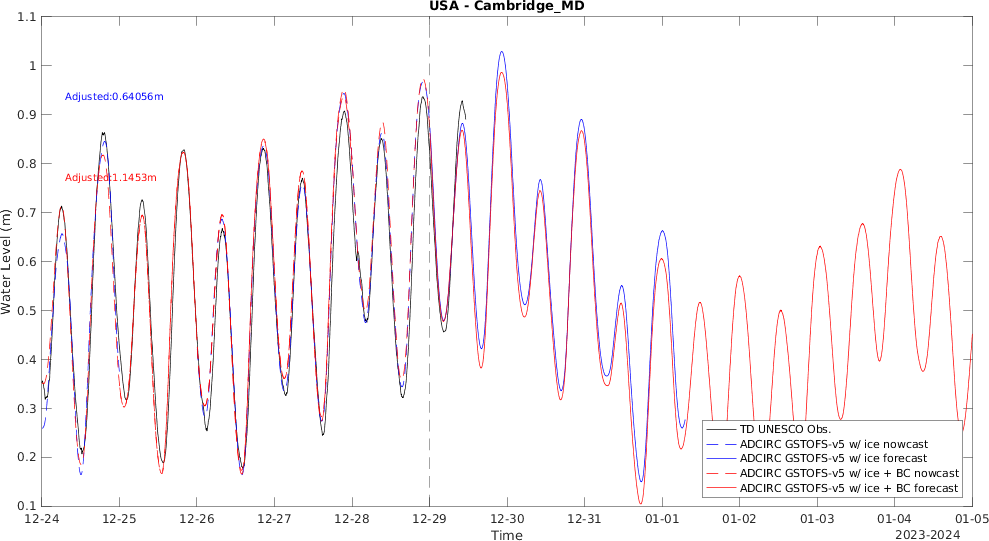 USA - Cambridge_MD
1.1
1
0.9
0.8
0.7
0.6
0.5
0.4
0.3
0.2
0.1
Water Level (m)
Adjusted:0.64056m
Adjusted:1.1453m
TD UNESCO Obs.
ADCIRC GSTOFS-v5 w/ ice nowcast
ADCIRC GSTOFS-v5 w/ ice forecast
ADCIRC GSTOFS-v5 w/ ice + BC nowcast
ADCIRC GSTOFS-v5 w/ ice + BC forecast
12-24 12-25 12-26 12-27 12-28 12-29 12-30 12-31 01-01 01-02 01-03 01-04 01-05
Time
2023-2024